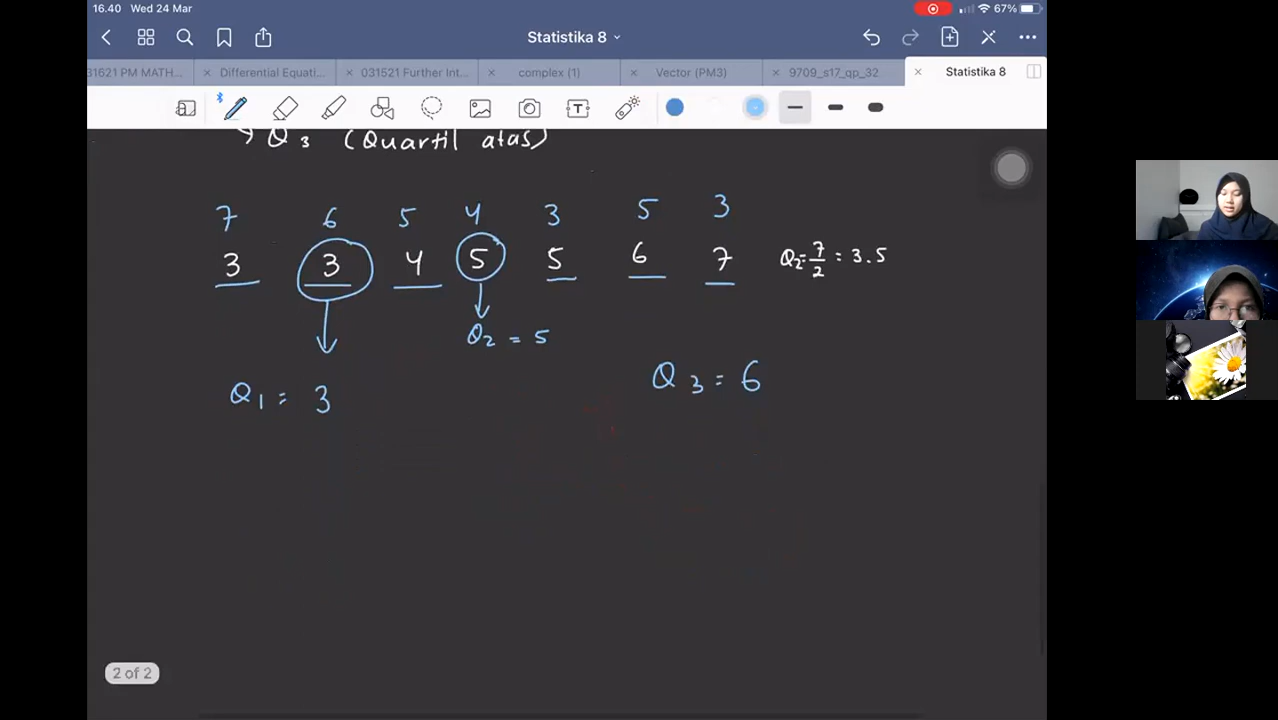 16.40 Wed 24 Mar
67%
Statistika 8
031621 PM MATH...
Differential Equati...
031521 Further Int...
complex (1)
Vector (PM3)
9709_s17_qp_32...
Statistika 8
T
↳ Q3 (Quartil atas)
7 6 5 4 3 5 3
3 3 4 5 5 6 7 Q2=7/2 = 3.5
Q2 = 5
Q1 = 3
Q3 = 6
2 of 2